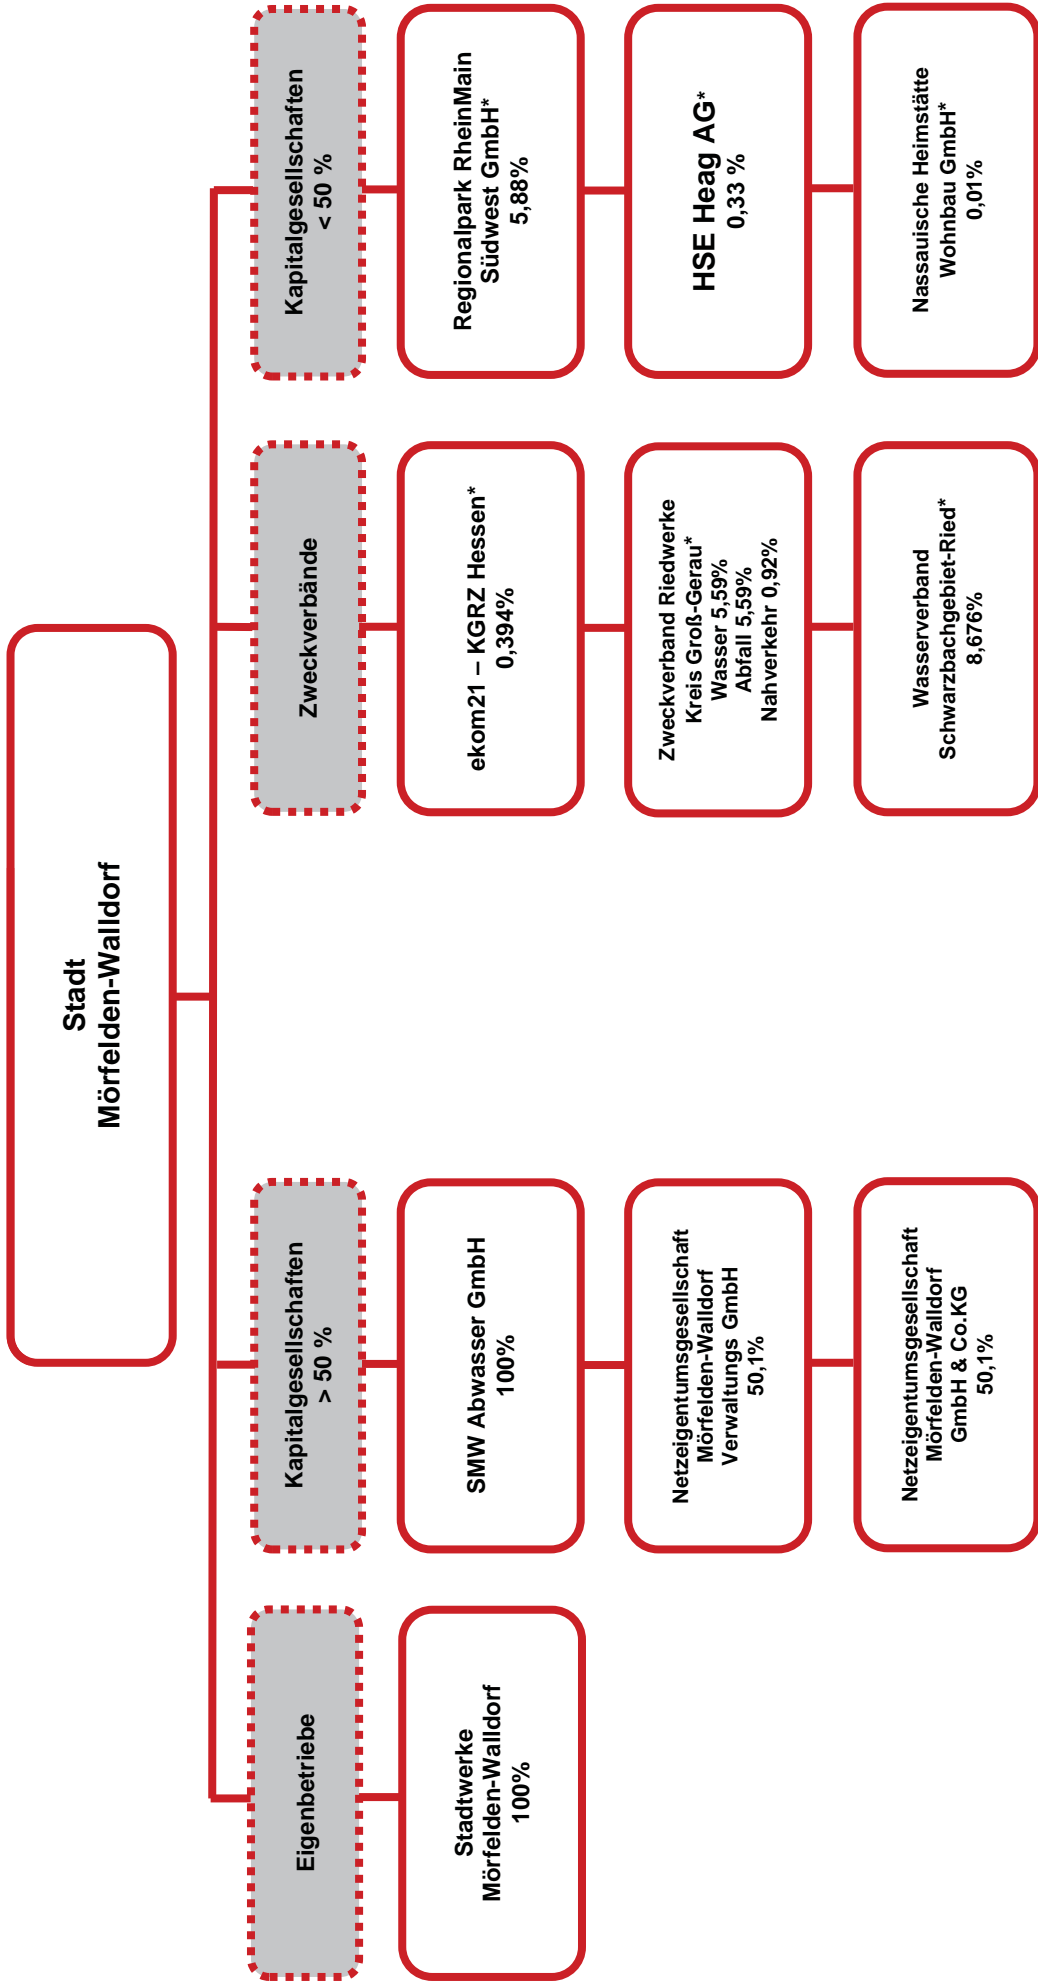 Stadt
Mörfelden-Walldorf
Eigenbetriebe
Stadtwerke
Mörfelden-Walldorf
100%
Kapitalgesellschaften
> 50 %
SMW Abwasser GmbH
100%
Netzeigentumsgesellschaft
Mörfelden-Walldorf
Verwaltungs GmbH
50,1%
Netzeigentumsgesellschaft
Mörfelden-Walldorf
GmbH & Co.KG
50,1%
Zweckverbände
ekom21 – KGRZ Hessen*
0,394%
Zweckverband Riedwerke
Kreis Groß-Gerau*
Wasser 5,59%
Abfall 5,59%
Nahverkehr 0,92%
Wasserverband
Schwarzbachgebiet-Ried*
8,676%
Kapitalgesellschaften
< 50 %
Regionalpark RheinMain
Südwest GmbH*
5,88%
HSE Heag AG*
0,33 %
Nassauische Heimstätte
Wohnbau GmbH*
0,01%